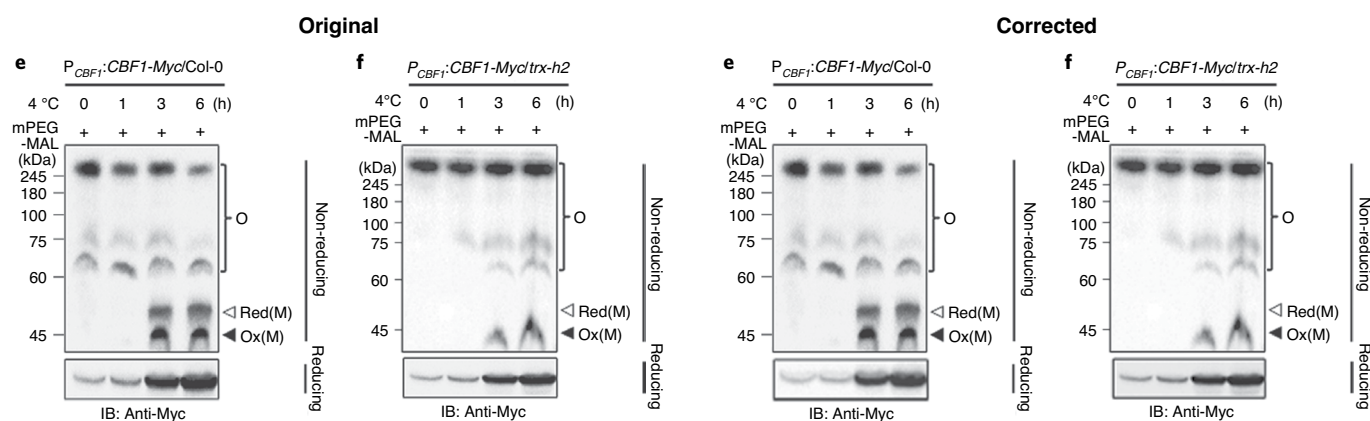 Original
Corrected
e
P_CBF1:CBF1-Myc/Col-0
4 °C 0 1 3 6 (h)
mPEG
-MAL + + + +
(kDa)
245
180
100
75
60
45
O
Red(M)
Ox(M)
Non-reducing
Reducing
IB: Anti-Myc
f
P_CBF1:CBF1-Myc/trx-h2
4°C 0 1 3 6 (h)
mPEG
-MAL + + + +
(kDa)
245
180
100
75
60
45
O
Red(M)
Ox(M)
Non-reducing
Reducing
IB: Anti-Myc
e
P_CBF1:CBF1-Myc/Col-0
4 °C 0 1 3 6 (h)
mPEG
-MAL + + + +
(kDa)
245
180
100
75
60
45
O
Red(M)
Ox(M)
Non-reducing
Reducing
IB: Anti-Myc
f
P_CBF1:CBF1-Myc/trx-h2
4°C 0 1 3 6 (h)
mPEG
-MAL + + + +
(kDa)
245
180
100
75
60
45
O
Red(M)
Ox(M)
Non-reducing
Reducing
IB: Anti-Myc